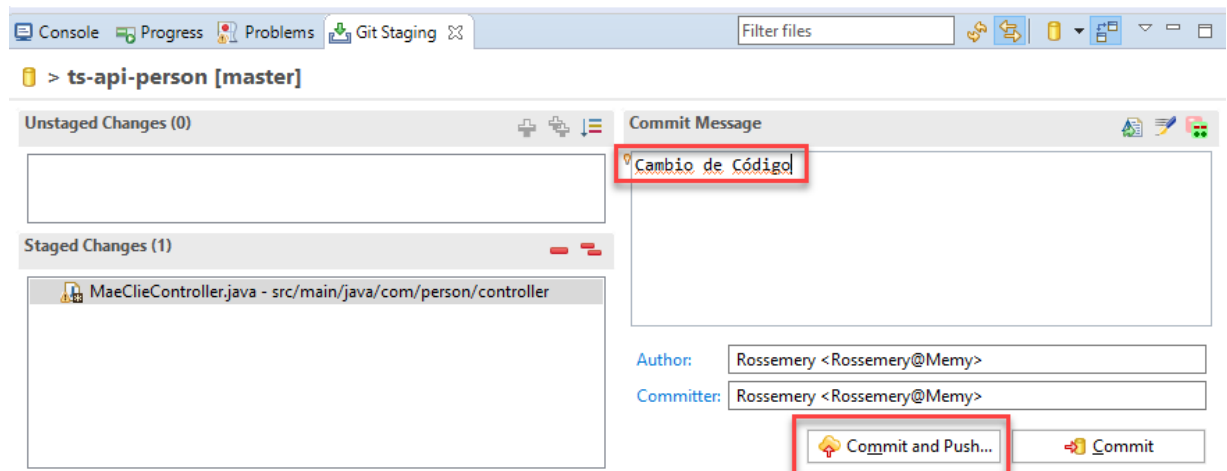 Console Progress Problems Git Staging Filter files
> ts-api-person [master]
Unstaged Changes (0)
Staged Changes (1)
MaeClieController.java - src/main/java/com/person/controller
Commit Message
Cambio de Código
Author: Rossemery <Rossemery@Memy>
Committer: Rossemery <Rossemery@Memy>
Commit and Push... Commit